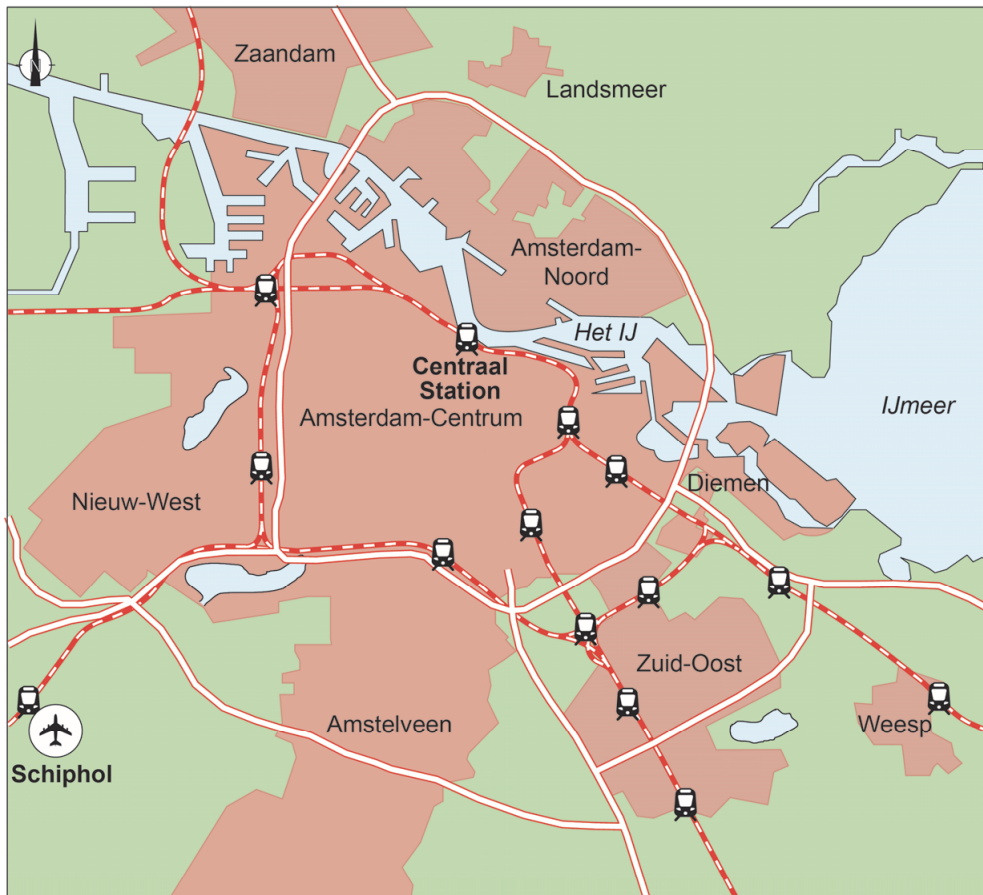 Zaandam
N
Landsmeer
Amsterdam-
Noord
Het IJ
Centraal
Station
Amsterdam-Centrum
IJmeer
Nieuw-West
Diemen
Zuid-Oost
Amstelveen
Weesp
Schiphol